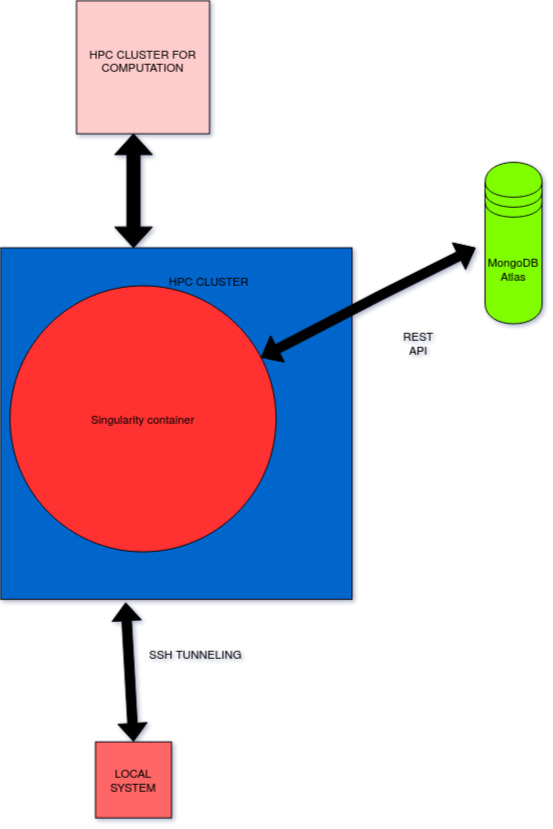 HPC CLUSTER FOR
COMPUTATION
MongoDB
Atlas
HPC CLUSTER
REST
API
Singularity container
SSH TUNNELING
LOCAL
SYSTEM